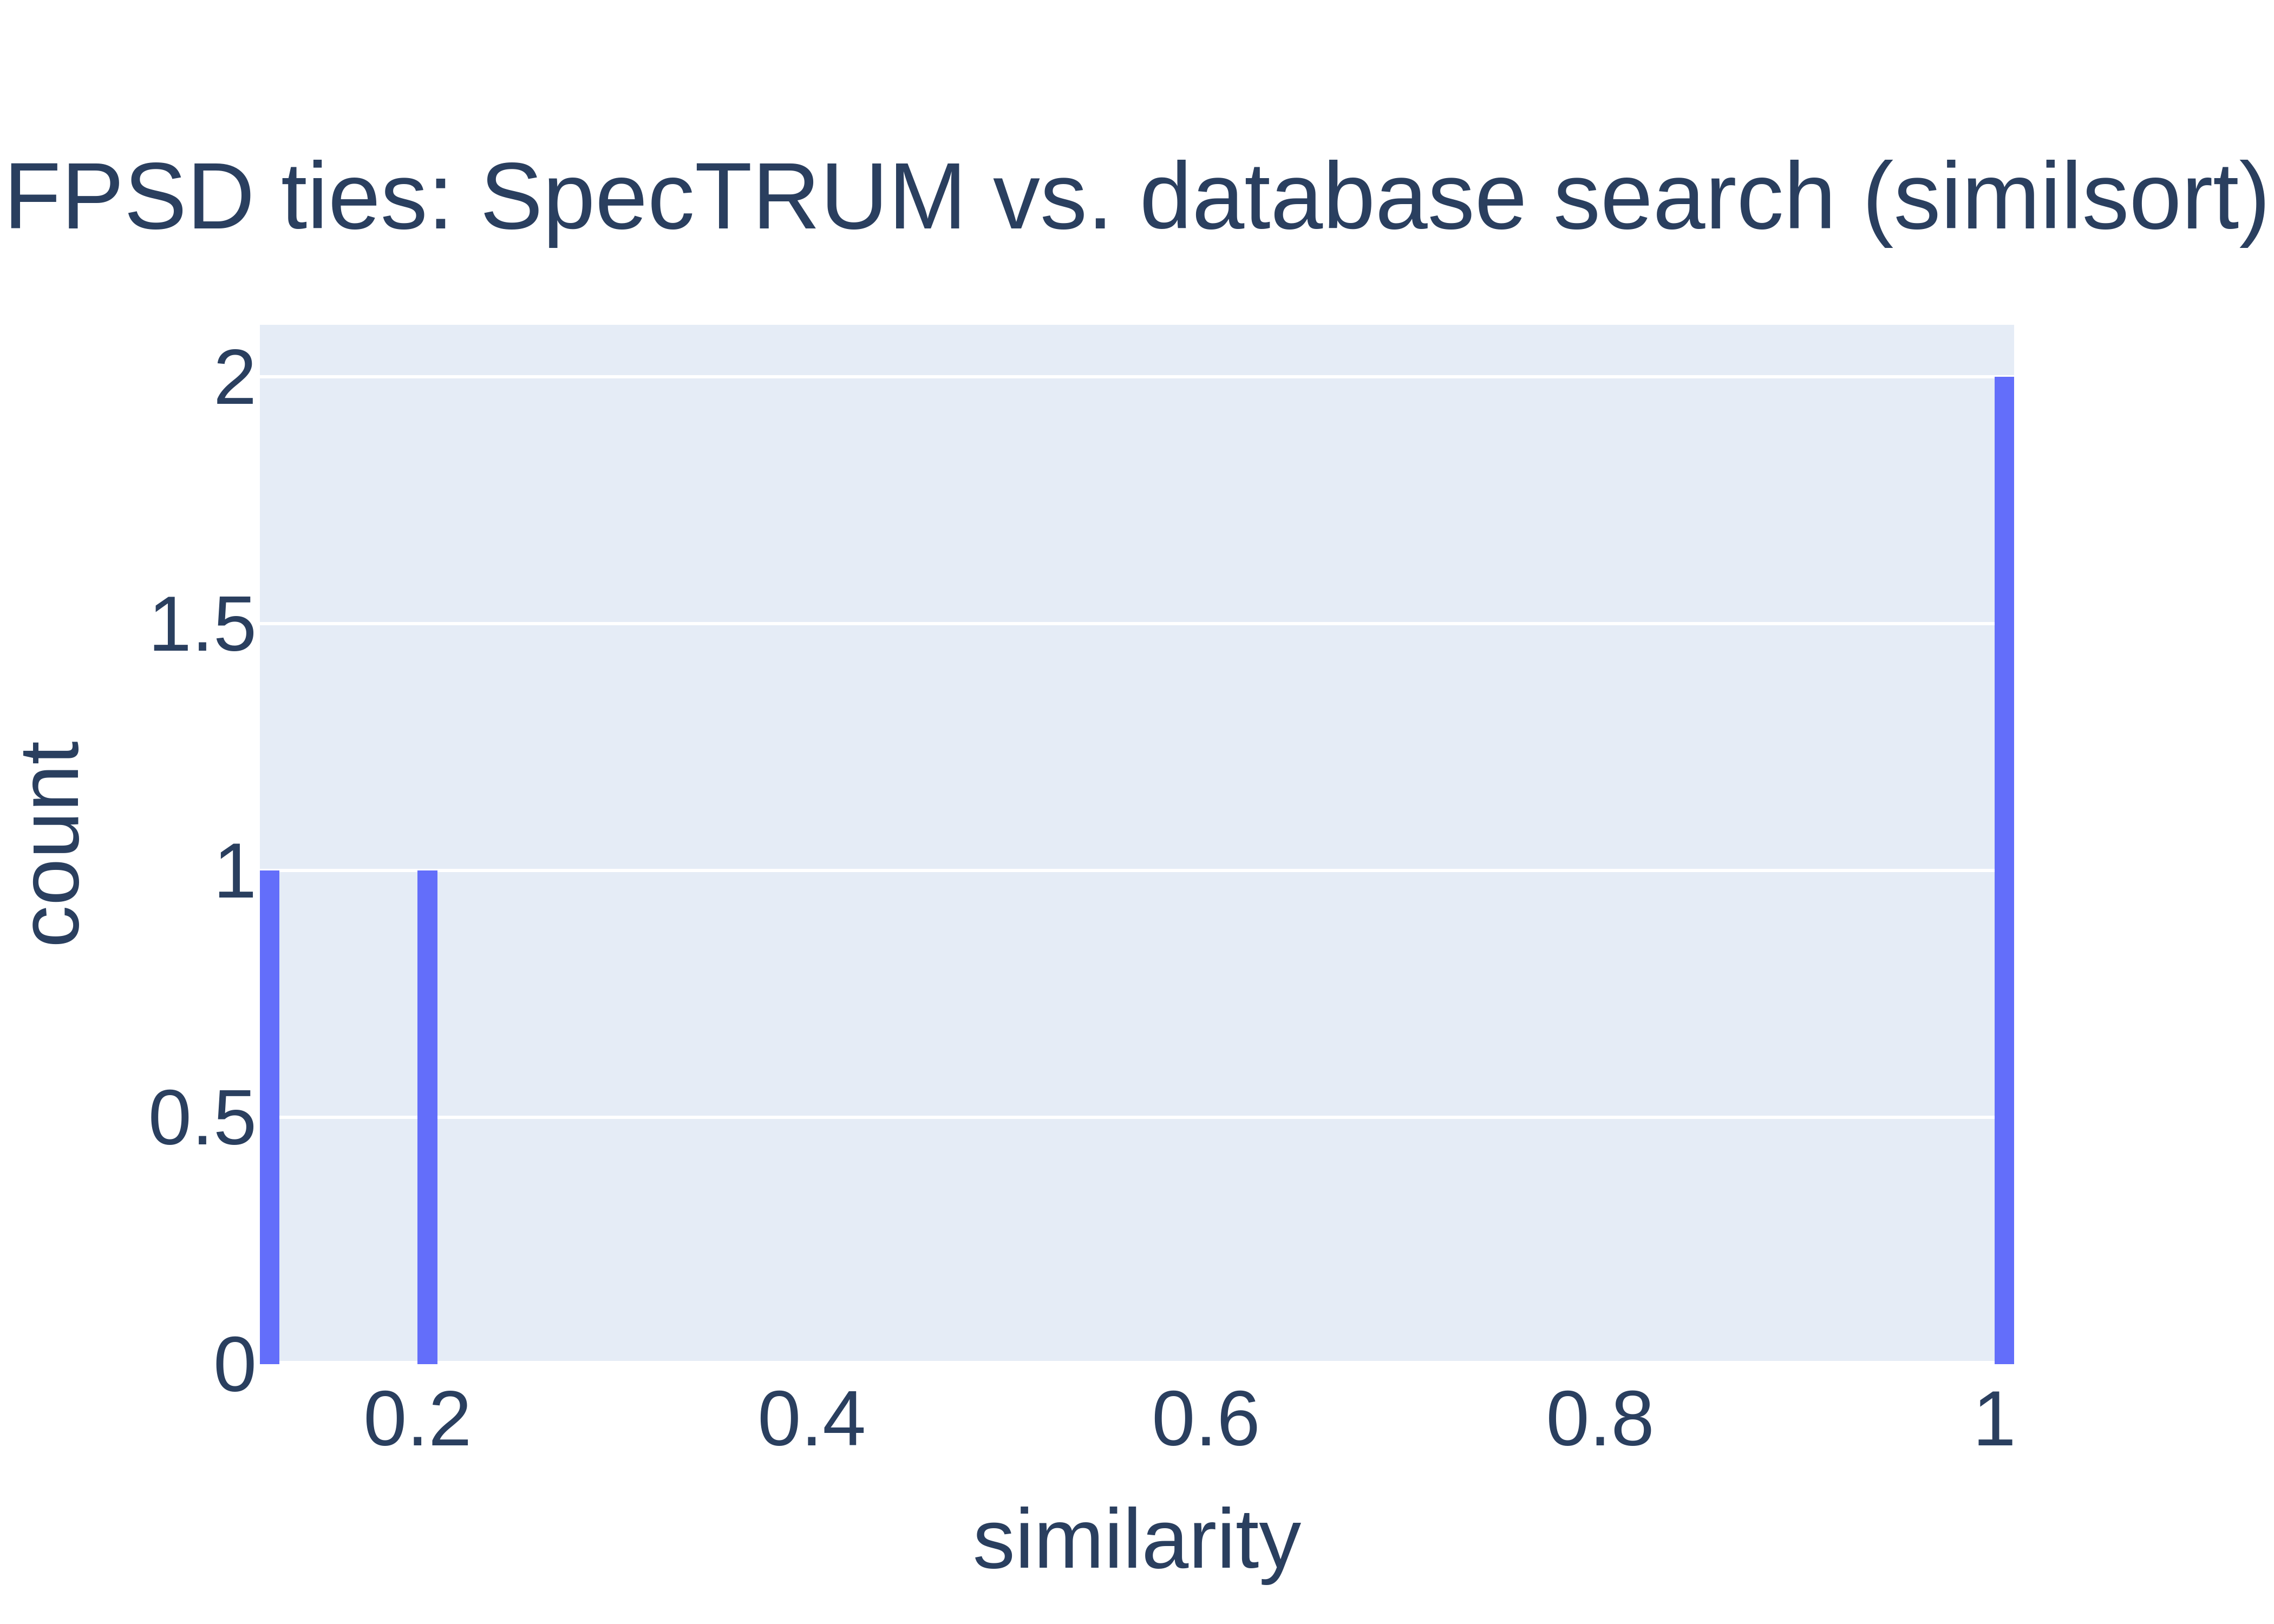 FPSD ties: SpecTRUM vs. database search (similsort)
2
1.5
1
0.5
0
count
0.2 0.4 0.6 0.8 1
similarity